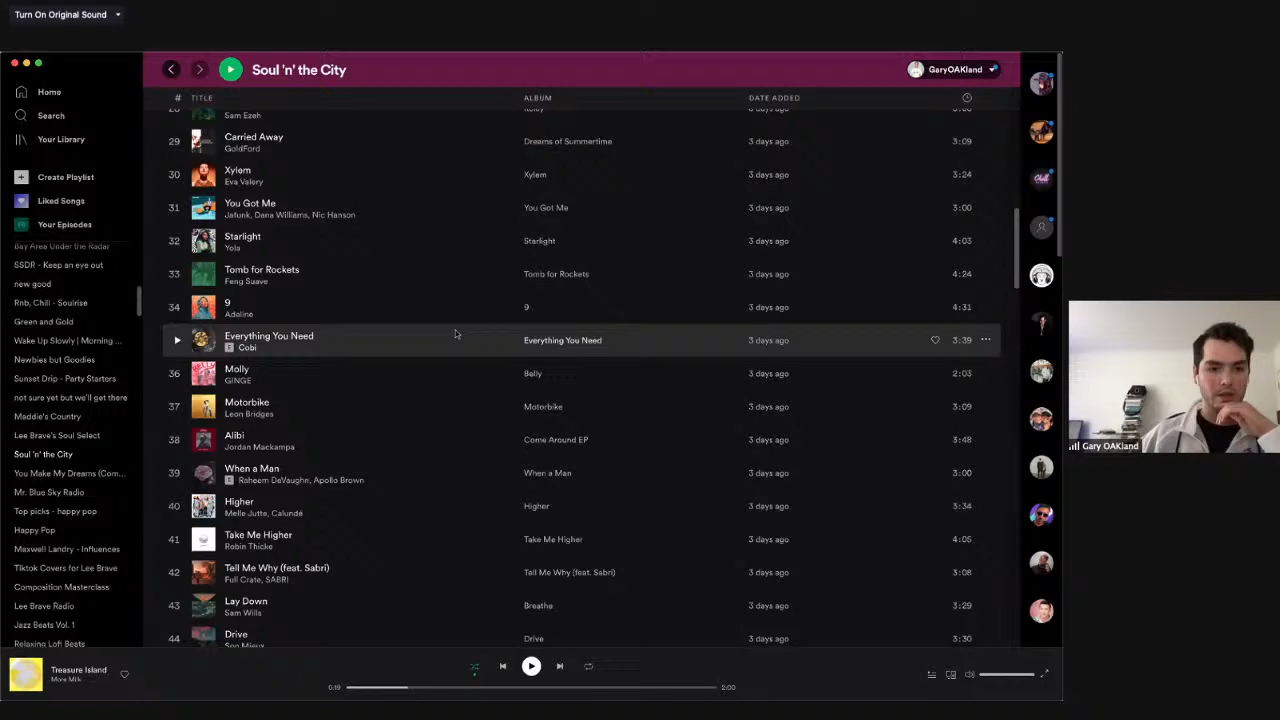 Turn On Original Sound
Soul 'n' the City
GaryOAKland
Home
Search
Your Library
Create Playlist
Liked Songs
Your Episodes
Bay Area Under the Radar
SSDR - Keep an eye out
new good
Rnb, Chill - Soulrise
Green and Gold
Wake Up Slowly | Morning ...
Newbies but Goodies
Sunset Drip - Party Starters
not sure yet but we'll get there
Maddie's Country
Lee Brave's Soul Select
Soul 'n' the City
You Make My Dreams (Com...
Mr. Blue Sky Radio
Top picks - happy pop
Happy Pop
Maxwell Landry - Influences
Tiktok Covers for Lee Brave
Composition Masterclass
Lee Brave Radio
Jazz Beats Vol. 1
Relaxing Lofi Beats
# TITLE ALBUM DATE ADDED
Sam Ezeh
29 Carried Away Dreams of Summertime 3 days ago 3:09
GoldFord
30 Xylem Xylem 3 days ago 3:24
Eva Valery
31 You Got Me You Got Me 3 days ago 3:00
Jafunk, Dana Williams, Nic Hanson
32 Starlight Starlight 3 days ago 4:03
Yola
33 Tomb for Rockets Tomb for Rockets 3 days ago 4:24
Feng Suave
34 9 9 3 days ago 4:31
Adaline
Everything You Need Everything You Need 3 days ago 3:39
E Cobi
36 Molly Belly 3 days ago 2:03
GINGE
37 Motorbike Motorbike 3 days ago 3:09
Leon Bridges
38 Alibi Come Around EP 3 days ago 3:48
Jordan Mackampa
39 When a Man When a Man 3 days ago 3:00
E Raheem DeVaughn, Apollo Brown
40 Higher Higher 3 days ago 3:34
Melle Jutte, Calundé
41 Take Me Higher Take Me Higher 3 days ago 4:05
Robin Thicke
42 Tell Me Why (feat. Sabri) Tell Me Why (feat. Sabri) 3 days ago 3:08
Full Crate, SABRI
43 Lay Down Breathe 3 days ago 3:29
Sam Wills
44 Drive Drive 3 days ago 3:30
Son Mieux
Chill
Gary OAKland
Treasure Island
More Milk
0:19
2:00